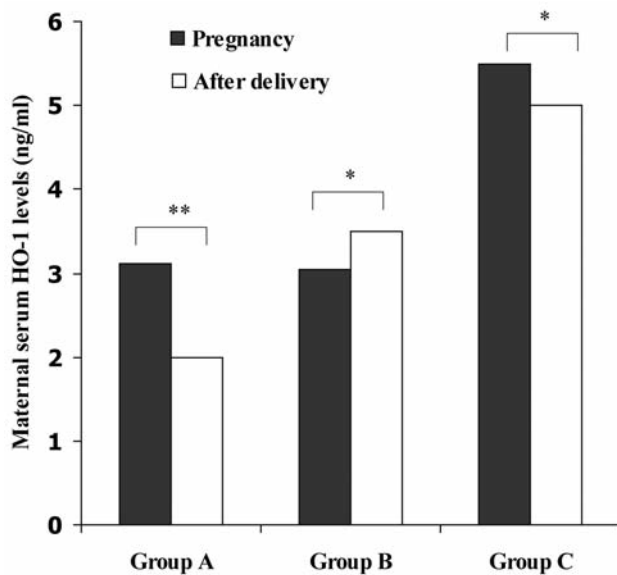 Maternal serum HO-1 levels (ng/ml)
6
5
4
3
2
1
0
Pregnancy
After delivery
**
*
*
Group A
Group B
Group C